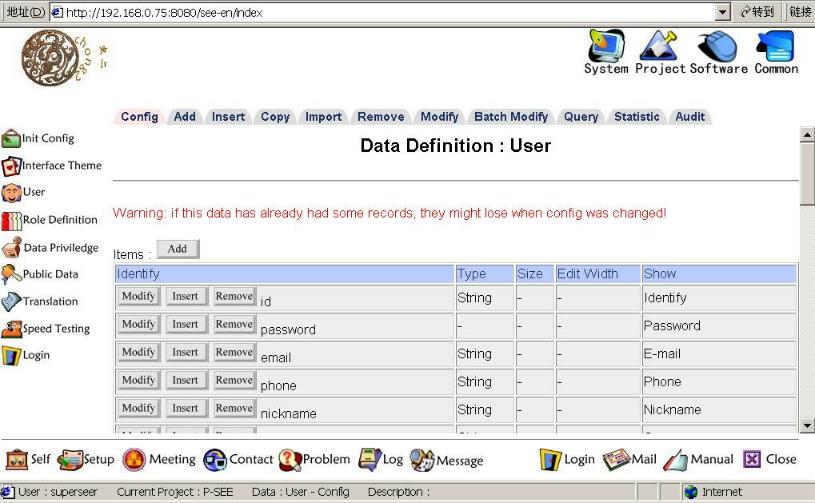 地址(D) http://192.168.0.75:8080/see-en/index 转到 链接
chong2
System Project Software Common
Config Add Insert Copy Import Remove Modify Batch Modify Query Statistic Audit
Data Definition : User
Init Config
Interface Theme
User
Role Definition
Data Priviledge
Public Data
Translation
Speed Testing
Login
Warning: if this data has already had some records, they might lose when config was changed!
Items : Add
Identify Type Size Edit Width Show
Modify Insert Remove id String - - Identify
Modify Insert Remove password - - - Password
Modify Insert Remove email String - - E-mail
Modify Insert Remove phone String - - Phone
Modify Insert Remove nickname String - - Nickname
Self Setup Meeting Contact Problem Log Message Login Mail Manual Close
User : superseer Current Project : P-SEE Data : User - Config Description : Internet